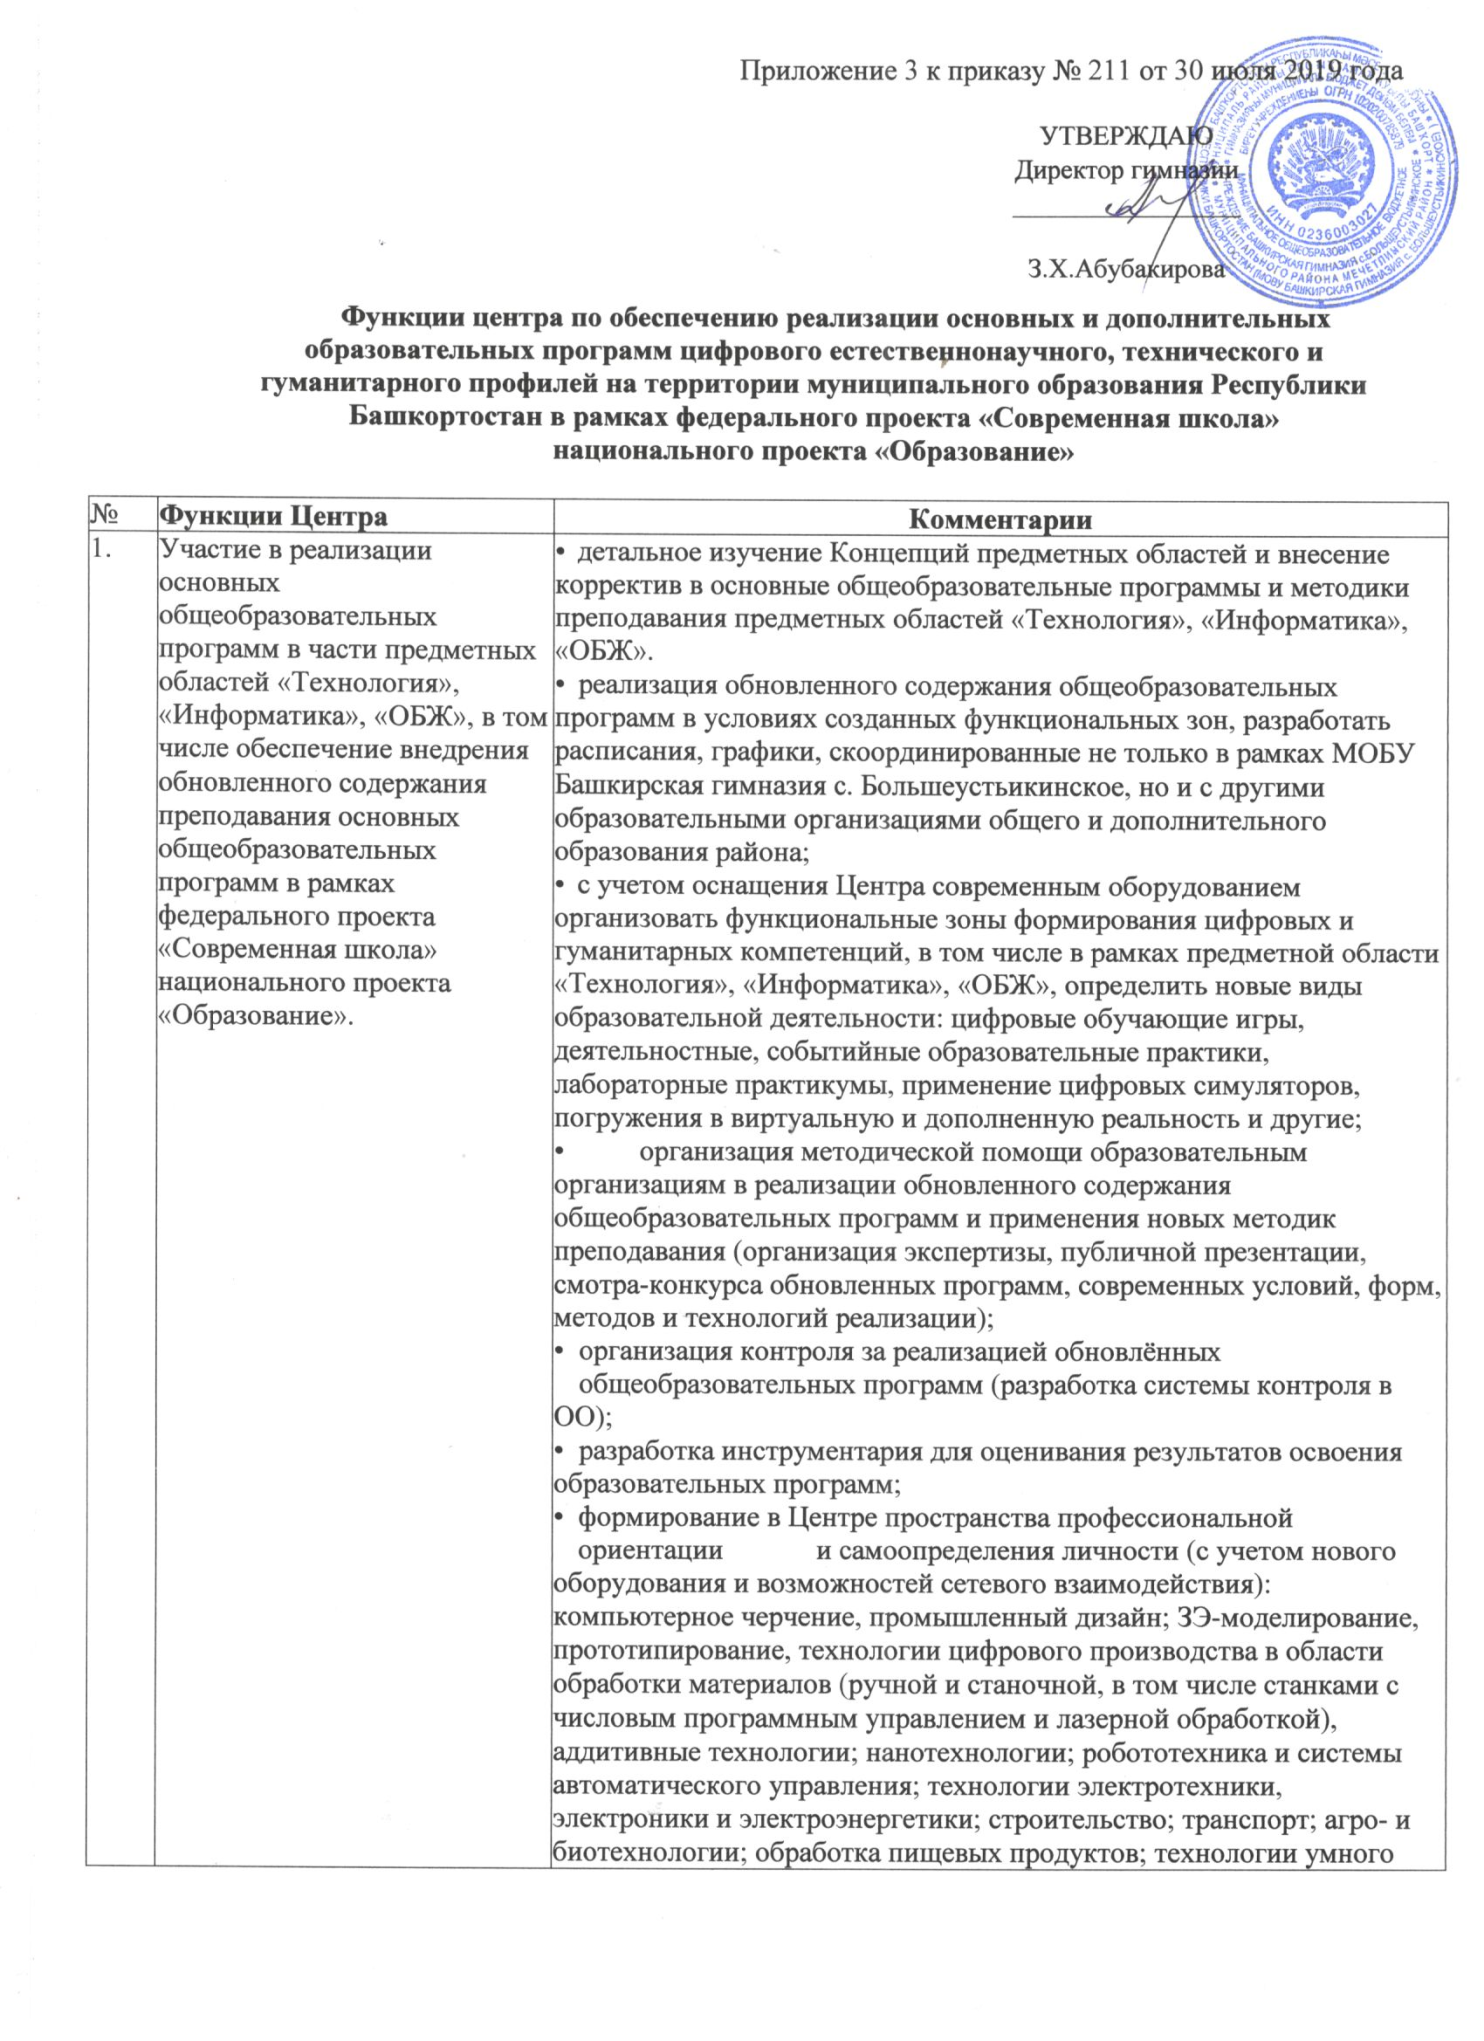 Приложение 3 к приказу № 211 от 30 июля 2019 года
УТВЕРЖДАЮ
Директор гимназии
З.Х.Абубакирова
ИНН 0236003027
Функции центра по обеспечению реализации основных и дополнительных
образовательных программ цифрового естественнонаучного, технического и
гуманитарного профилей на территории муниципального образования Республики
Башкортостан в рамках федерального проекта «Современная школа»
национального проекта «Образование»
№ Функции Центра Комментарии
1.
Участие в реализации
основных
общеобразовательных
программ в части предметных
областей «Технология»,
«Информатика», «ОБЖ», в том
числе обеспечение внедрения
обновленного содержания
преподавания основных
общеобразовательных
программ в рамках
федерального проекта
«Современная школа»
национального проекта
«Образование».
• детальное изучение Концепций предметных областей и внесение
корректив в основные общеобразовательные программы и методики
преподавания предметных областей «Технология», «Информатика»,
«ОБЖ».
• реализация обновленного содержания общеобразовательных
программ в условиях созданных функциональных зон, разработать
расписания, графики, скоординированные не только в рамках МОБУ
Башкирская гимназия с. Большеустьикинское, но и с другими
образовательными организациями общего и дополнительного
образования района;
• с учетом оснащения Центра современным оборудованием
организовать функциональные зоны формирования цифровых и
гуманитарных компетенций, в том числе в рамках предметной области
«Технология», «Информатика», «ОБЖ», определить новые виды
образовательной деятельности: цифровые обучающие игры,
деятельностные, событийные образовательные практики,
лабораторные практикумы, применение цифровых симуляторов,
погружения в виртуальную и дополненную реальность и другие;
• организация методической помощи образовательным
организациям в реализации обновленного содержания
общеобразовательных программ и применения новых методик
преподавания (организация экспертизы, публичной презентации,
смотра-конкурса обновленных программ, современных условий, форм,
методов и технологий реализации);
• организация контроля за реализацией обновлённых
общеобразовательных программ (разработка системы контроля в
ОО);
• разработка инструментария для оценивания результатов освоения
образовательных программ;
• формирование в Центре пространства профессиональной
ориентации и самоопределения личности (с учетом нового
оборудования и возможностей сетевого взаимодействия):
компьютерное черчение, промышленный дизайн; ЗЭ-моделирование,
прототипирование, технологии цифрового производства в области
обработки материалов (ручной и станочной, в том числе станками с
числовым программным управлением и лазерной обработкой),
аддитивные технологии; нанотехнологии; робототехника и системы
автоматического управления; технологии электротехники,
электроники и электроэнергетики; строительство; транспорт; агро- и
биотехнологии; обработка пищевых продуктов; технологии умного